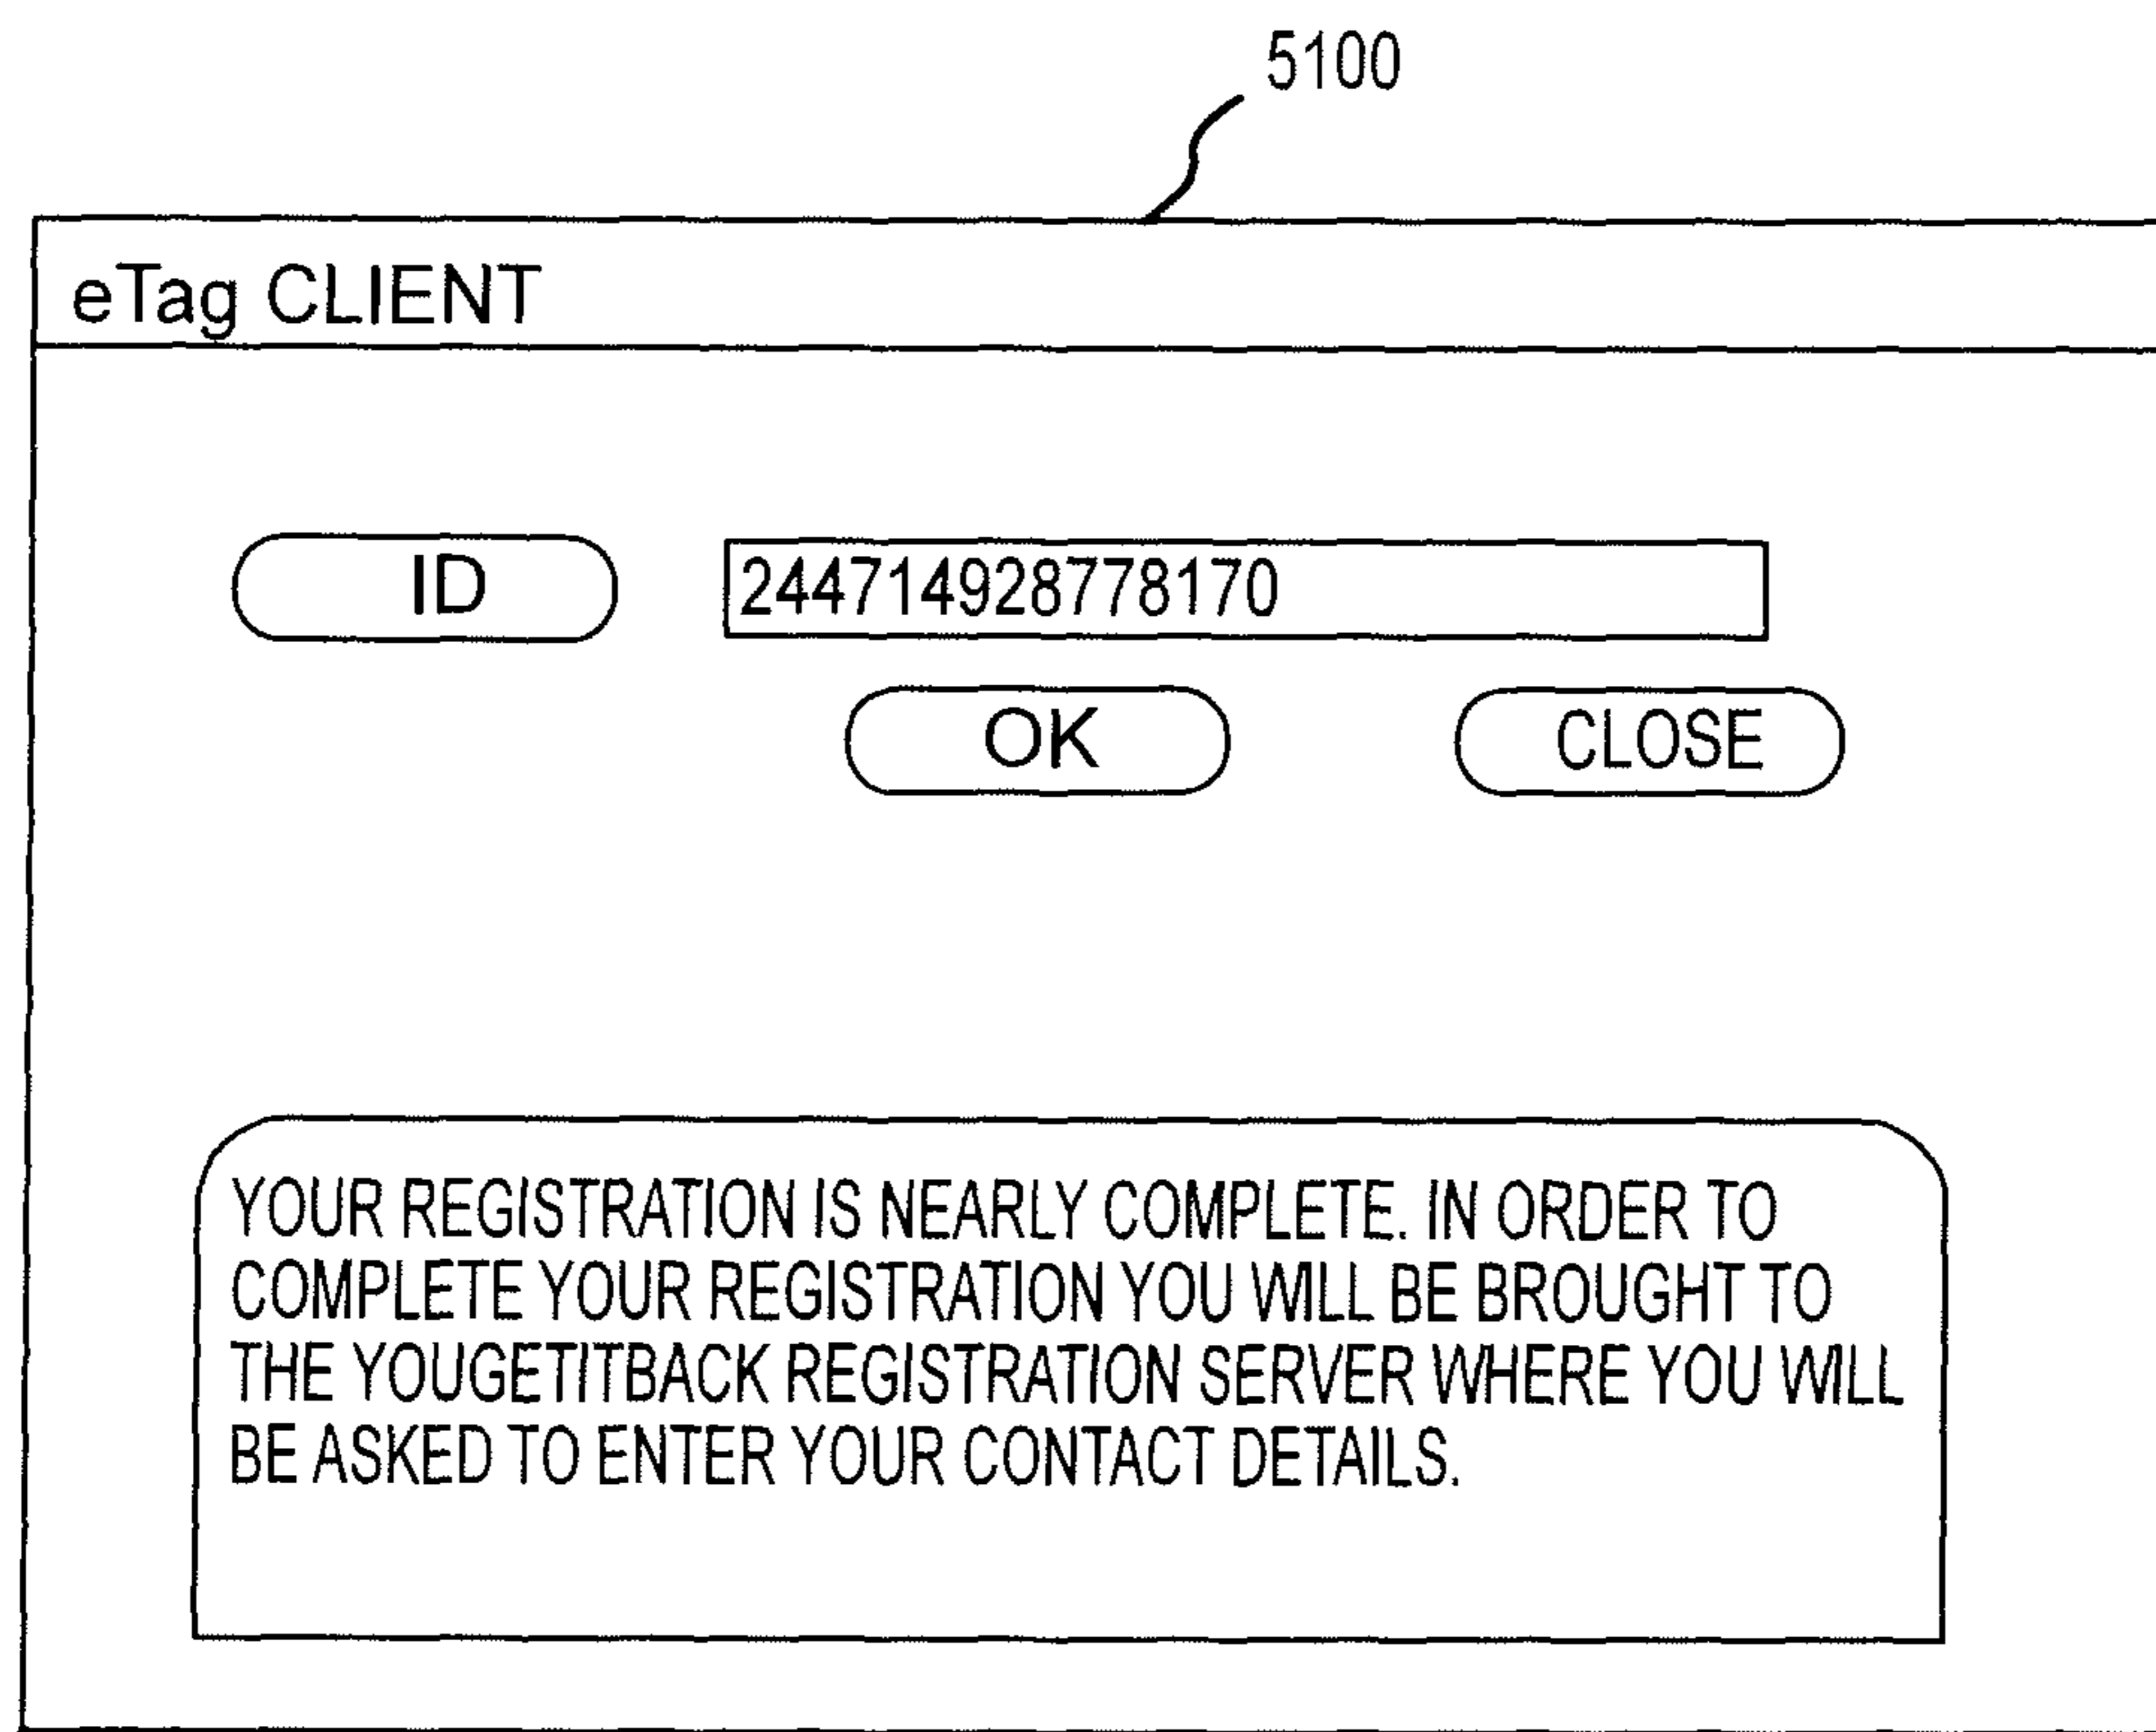 5100
eTag CLIENT
ID 244714928778170
OK CLOSE
YOUR REGISTRATION IS NEARLY COMPLETE. IN ORDER TO
COMPLETE YOUR REGISTRATION YOU WILL BE BROUGHT TO
THE YOUGETITBACK REGISTRATION SERVER WHERE YOU WILL
BE ASKED TO ENTER YOUR CONTACT DETAILS.